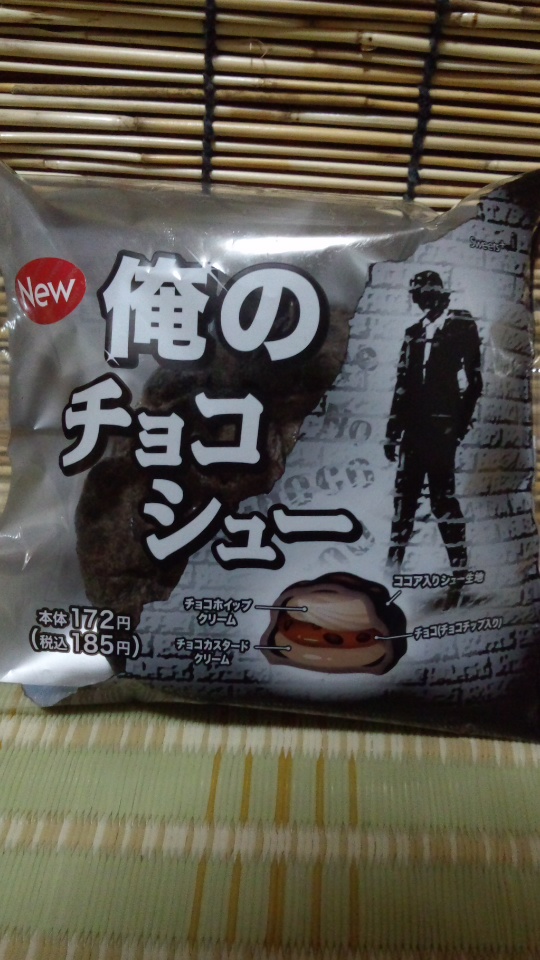 Sweets+
New
俺の
チョコ
シュー
ココア入りシュー生地
チョコホイップ
クリーム
チョコ(チョコチップ入り)
チョコカスタード
クリーム
本体172円
(税込185円)